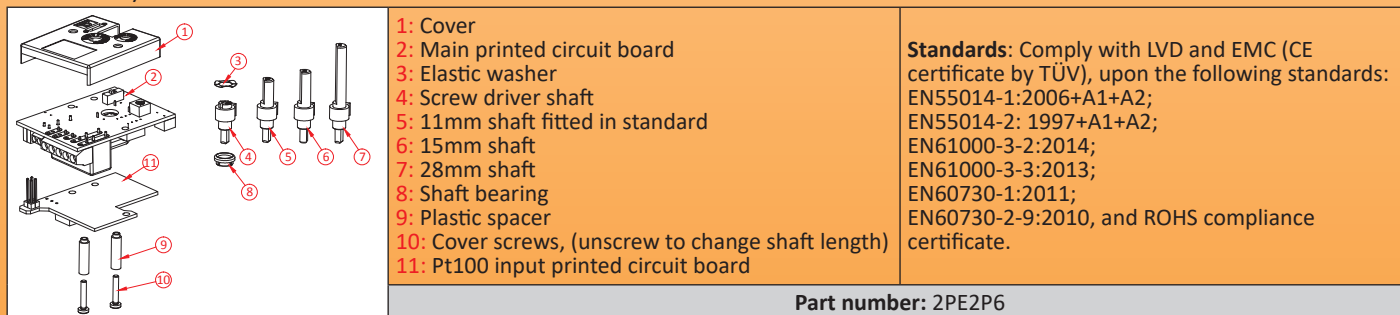 1
2
3
4
5
6
7
8
9
10
11
1: Cover
2: Main printed circuit board
3: Elastic washer
4: Screw driver shaft
5: 11mm shaft fitted in standard
6: 15mm shaft
7: 28mm shaft
8: Shaft bearing
9: Plastic spacer
10: Cover screws, (unscrew to change shaft length)
11: Pt100 input printed circuit board
Standards: Comply with LVD and EMC (CE
certificate by TÜV), upon the following standards:
EN55014-1:2006+A1+A2;
EN55014-2: 1997+A1+A2;
EN61000-3-2:2014;
EN61000-3-3:2013;
EN60730-1:2011;
EN60730-2-9:2010, and ROHS compliance
certificate.
Part number: 2PE2P6